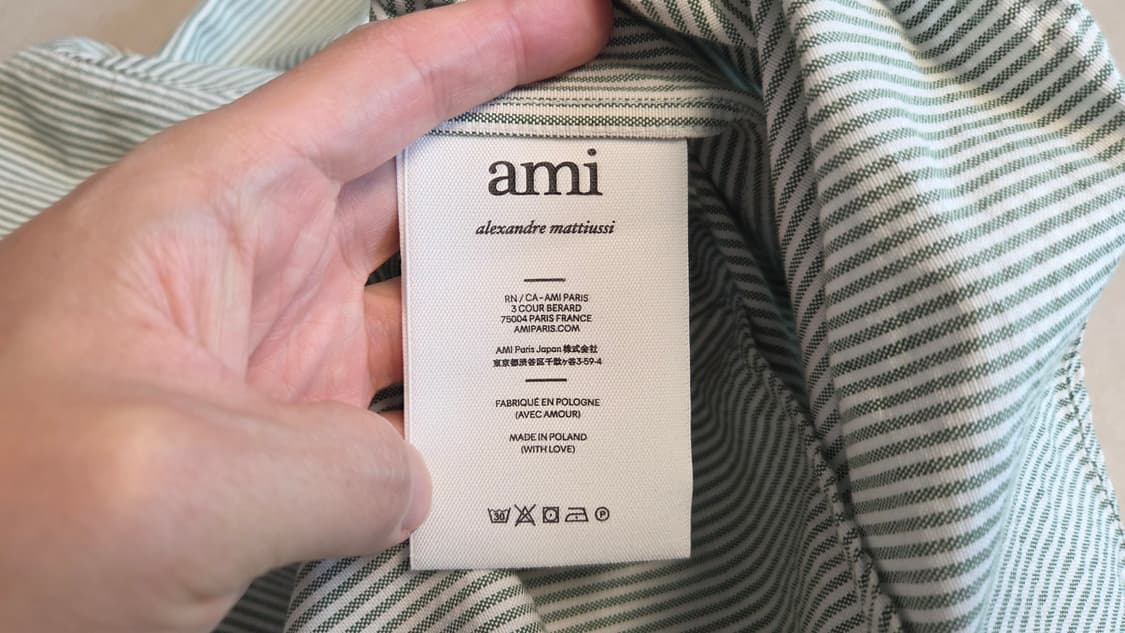 ami
alexandre mattiussi
RN / CA - AMI PARIS
3 COUR BERARD
75004 PARIS FRANCE
AMIPARIS.COM
AMI Paris Japan 株式会社
東京都渋谷区千駄ヶ谷3-59-4
FABRIQUÉ EN POLOGNE
(AVEC AMOUR)
MADE IN POLAND
(WITH LOVE)
30 P